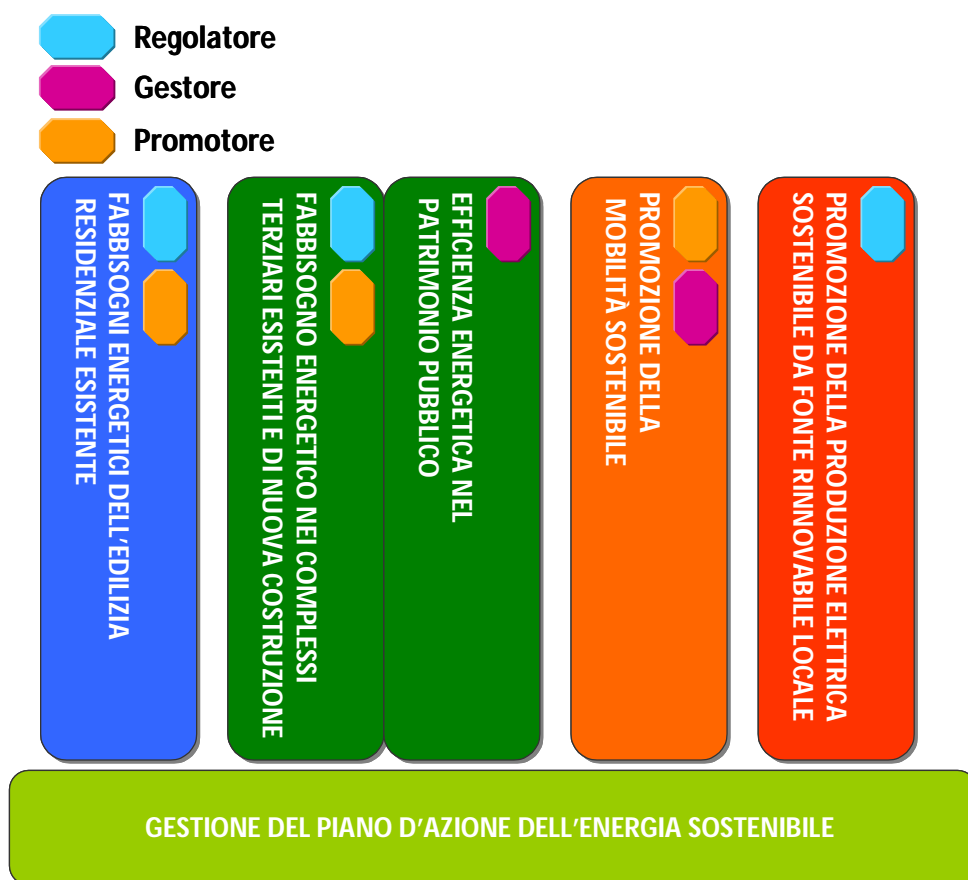 Regolatore
Gestore
Promotore
FABBISOGNI ENERGETICI DELL'EDILIZIA
RESIDENZIALE ESISTENTE
FABBISOGNO ENERGETICO NEI COMPLESSI
TERZIARI ESISTENTI E DI NUOVA COSTRUZIONE
EFFICIENZA ENERGETICA NEL
PATRIMONIO PUBBLICO
PROMOZIONE DELLA
MOBILITÀ SOSTENIBILE
PROMOZIONE DELLA PRODUZIONE ELETTRICA
SOSTENIBILE DA FONTE RINNOVABILE LOCALE
GESTIONE DEL PIANO D'AZIONE DELL'ENERGIA SOSTENIBILE